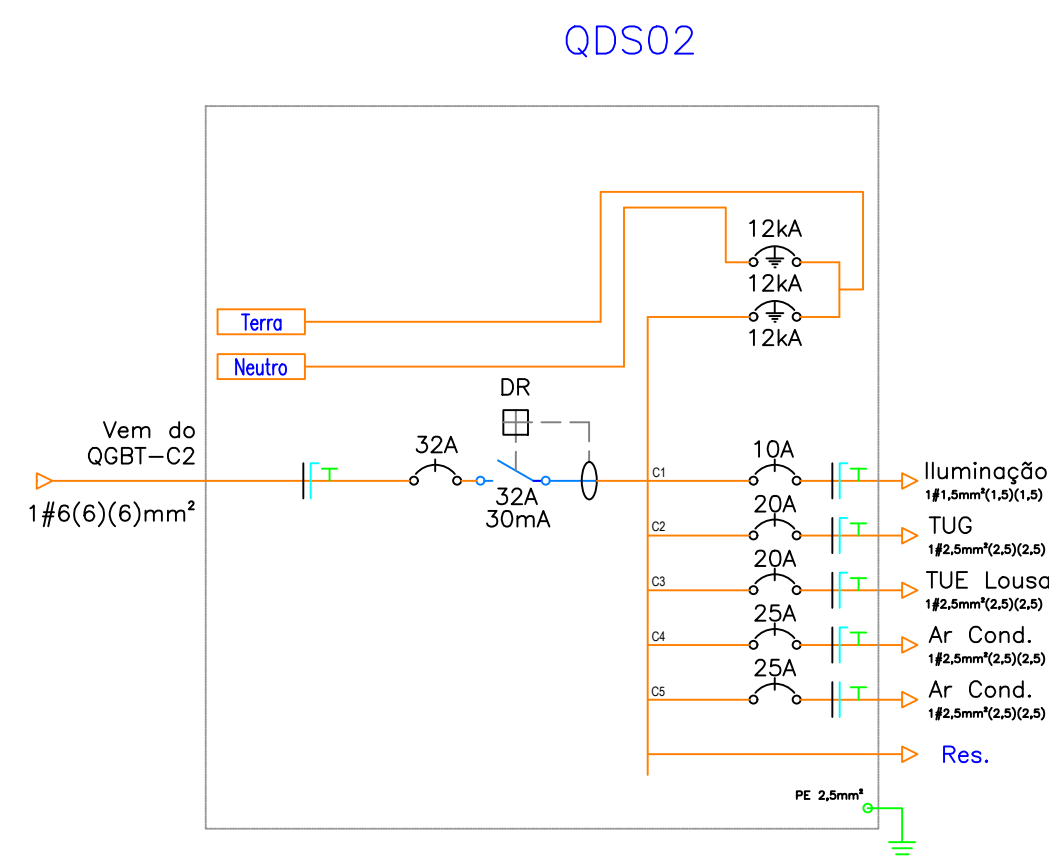 QDS02
12kA
12kA
12kA
Terra
Neutro
DR
Vem do
QGBT-C2
1#6(6)(6)mm²
32A
32A
30mA
C1
10A
Iluminação
1#1,5mm²(1,5)(1,5)
C2
20A
TUG
1#2,5mm²(2,5)(2,5)
C3
20A
TUE Lousa
1#2,5mm²(2,5)(2,5)
C4
25A
Ar Cond.
1#2,5mm²(2,5)(2,5)
C5
25A
Ar Cond.
1#2,5mm²(2,5)(2,5)
Res.
PE 2,5mm²